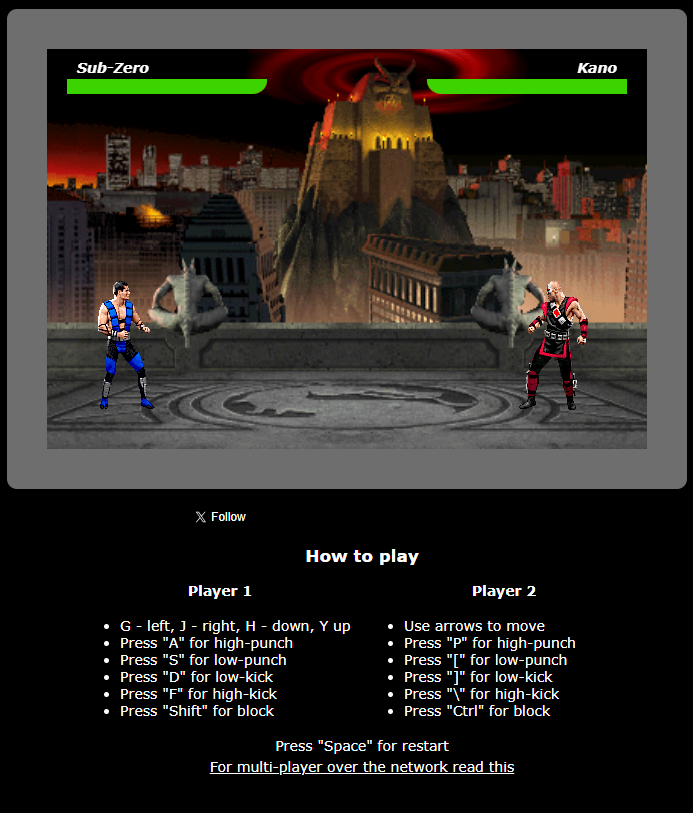 Sub-Zero
Kano
Follow
How to play
Player 1
G - left, J - right, H - down, Y up
Press "A" for high-punch
Press "S" for low-punch
Press "D" for low-kick
Press "F" for high-kick
Press "Shift" for block
Player 2
Use arrows to move
Press "P" for high-punch
Press "[" for low-punch
Press "]" for low-kick
Press "\" for high-kick
Press "Ctrl" for block
Press "Space" for restart
For multi-player over the network read this